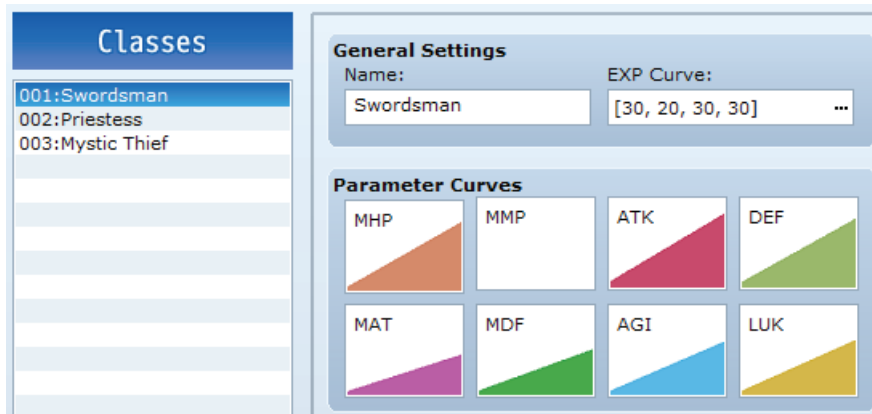 Classes
001:Swordsman
002:Priestess
003:Mystic Thief
General Settings
Name:
EXP Curve:
Swordsman
[30, 20, 30, 30]
...
Parameter Curves
MHP
MMP
ATK
DEF
MAT
MDF
AGI
LUK